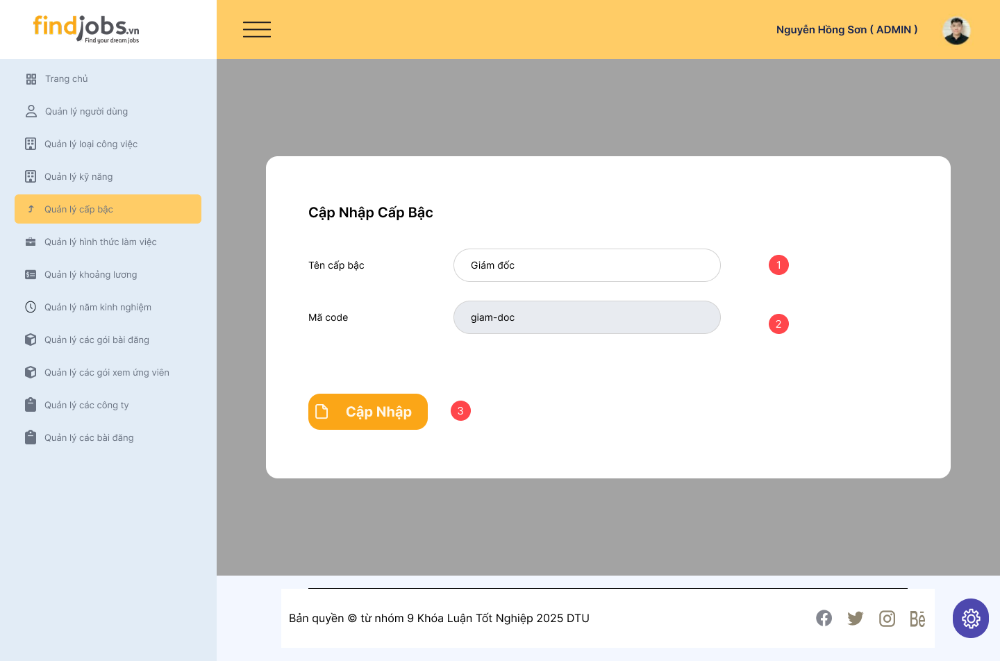 findjobs.vn
Find your dream jobs
Nguyễn Hồng Sơn ( ADMIN )
Trang chủ
Quản lý người dùng
Quản lý loại công việc
Quản lý kỹ năng
Quản lý cấp bậc
Quản lý hình thức làm việc
Quản lý khoảng lương
Quản lý năm kinh nghiệm
Quản lý các gói bài đăng
Quản lý các gói xem ứng viên
Quản lý các công ty
Quản lý các bài đăng
Cập Nhập Cấp Bậc
Tên cấp bậc
Giám đốc
1
Mã code
giam-doc
2
Cập Nhập
3
Bản quyền © từ nhóm 9 Khóa Luận Tốt Nghiệp 2025 DTU